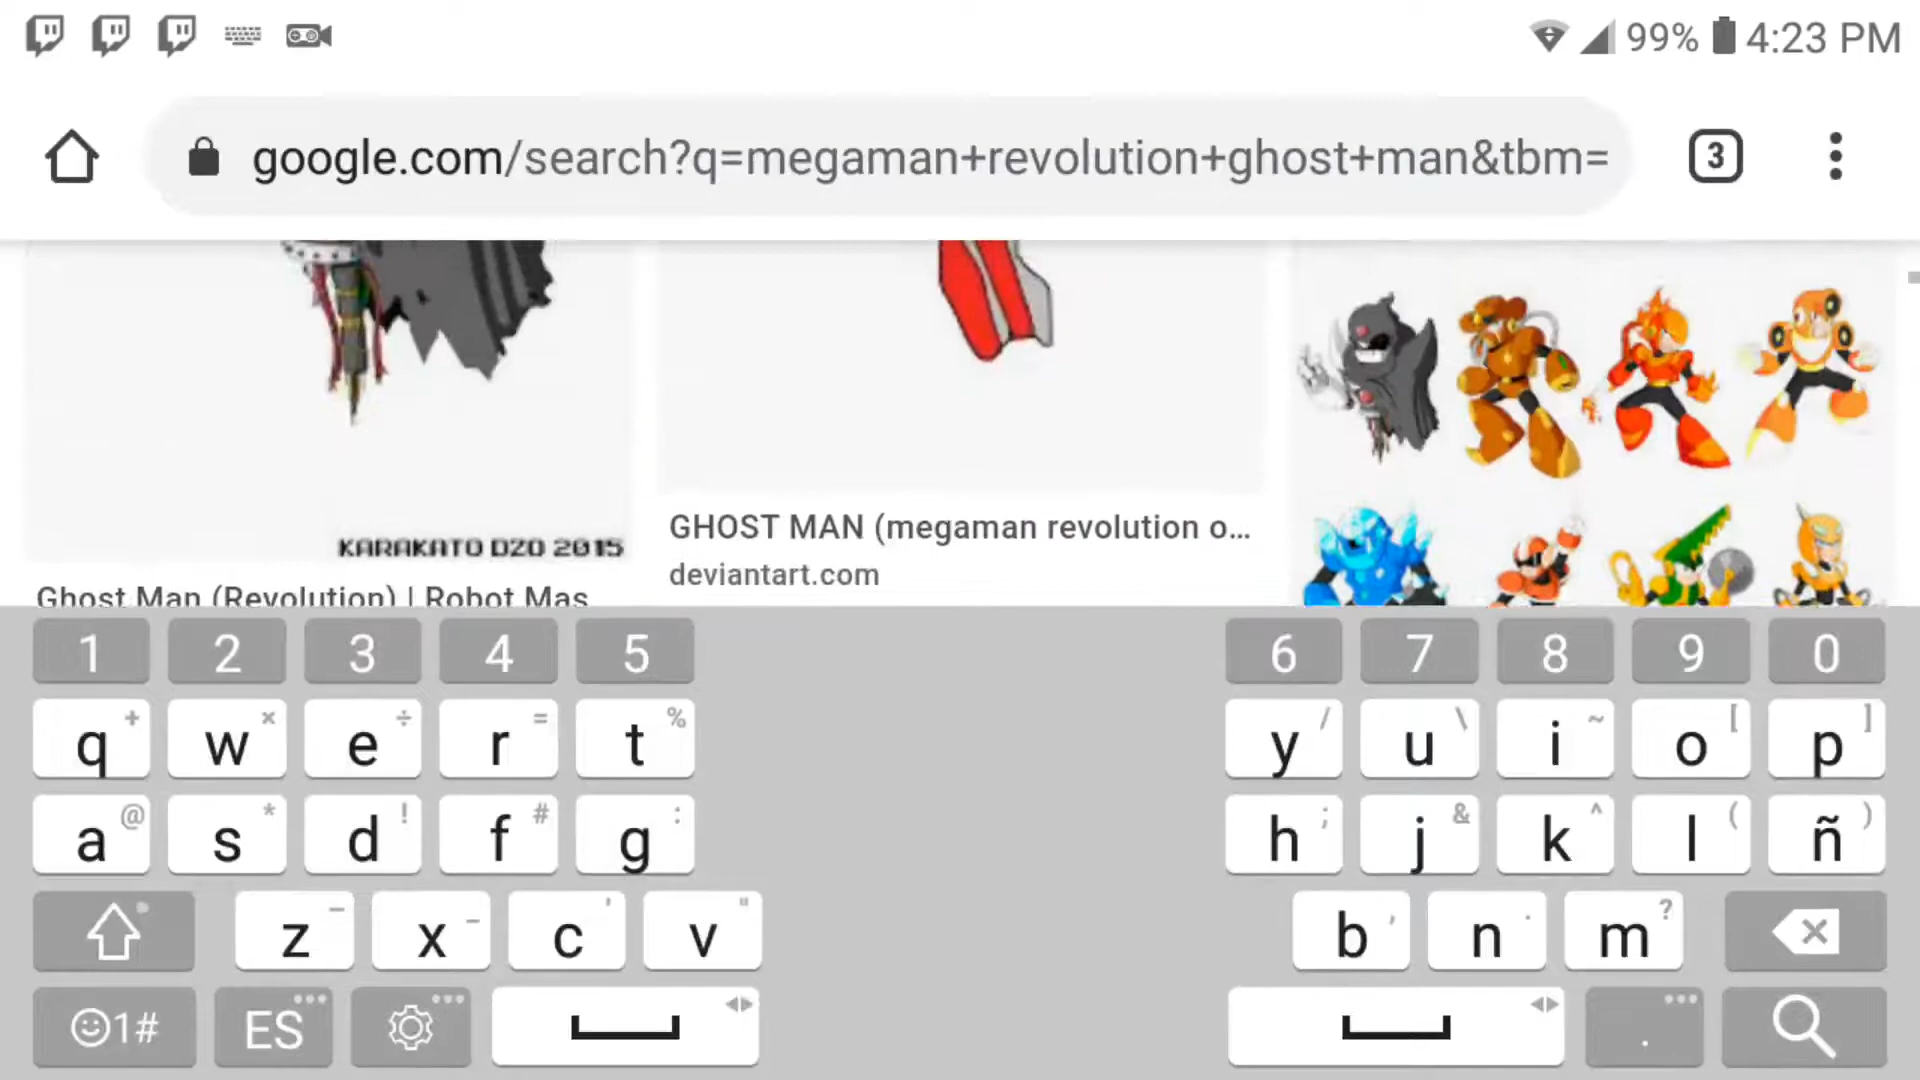 99% 4:23 PM
google.com/search?q=megaman+revolution+ghost+man&tbm=
3
KARAKATO DZO 2015
GHOST MAN (megaman revolution o...
deviantart.com
Ghost Man (Revolution) | Robot Mas
1 2 3 4 5 6 7 8 9 0
q + w × e ÷ r = t % y / u \ i ~ o [ p ]
a @ s * d ! f # g : h ; j & k ^ l ( ñ )
z – x - c ' v " b , n . m ?
1# ES .